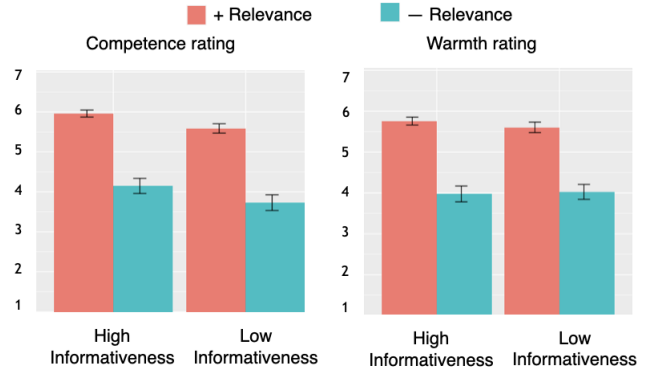 + Relevance
— Relevance
Competence rating
7
6
5
4
3
2
1
High
Informativeness
Low
Informativeness
Warmth rating
7
6
5
4
3
2
1
High
Informativeness
Low
Informativeness